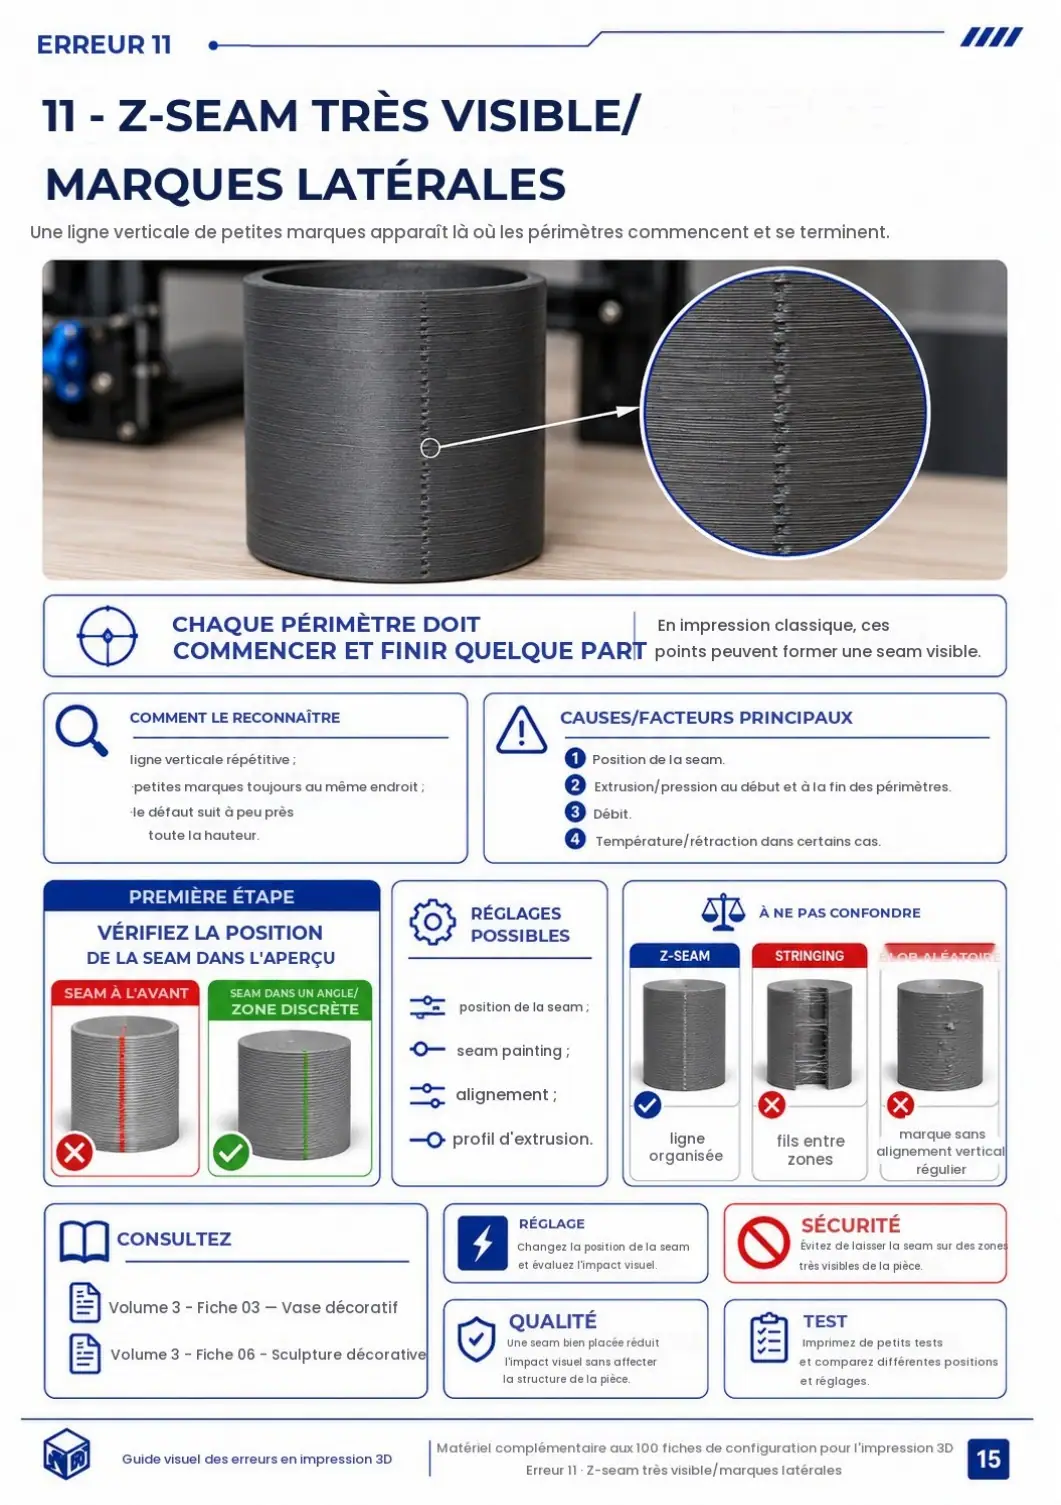 ERREUR 11
11 - Z-SEAM TRÈS VISIBLE/
MARQUES LATÉRALES
Une ligne verticale de petites marques apparaît là où les périmètres commencent et se terminent.
CHAQUE PÉRIMÈTRE DOIT
COMMENCER ET FINIR QUELQUE PART
En impression classique, ces
points peuvent former une seam visible.
COMMENT LE RECONNAÎTRE
ligne verticale répétitive ;
·petites marques toujours au même endroit ;
·le défaut suit à peu près
toute la hauteur.
CAUSES/FACTEURS PRINCIPAUX
1 Position de la seam.
2 Extrusion/pression au début et à la fin des périmètres.
3 Débit.
4 Température/rétraction dans certains cas.
PREMIÈRE ÉTAPE
VÉRIFIEZ LA POSITION
DE LA SEAM DANS L'APERÇU
SEAM À L'AVANT
SEAM DANS UN ANGLE/
ZONE DISCRÈTE
RÉGLAGES
POSSIBLES
position de la seam ;
seam painting ;
alignement ;
profil d'extrusion.
À NE PAS CONFONDRE
Z-SEAM
ligne
organisée
STRINGING
fils entre
zones
BLOB ALÉATOIRE
marque sans
alignement vertical
régulier
CONSULTEZ
Volume 3 - Fiche 03 — Vase décoratif
Volume 3 - Fiche 06 - Sculpture décorative
RÉGLAGE
Changez la position de la seam
et évaluez l'impact visuel.
SÉCURITÉ
Évitez de laisser la seam sur des zones
très visibles de la pièce.
QUALITÉ
Une seam bien placée réduit
l'impact visuel sans affecter
la structure de la pièce.
TEST
Imprimez de petits tests
et comparez différentes positions
et réglages.
Guide visuel des erreurs en impression 3D
Matériel complémentaire aux 100 fiches de configuration pour l'impression 3D
Erreur 11 · Z-seam très visible/marques latérales
15